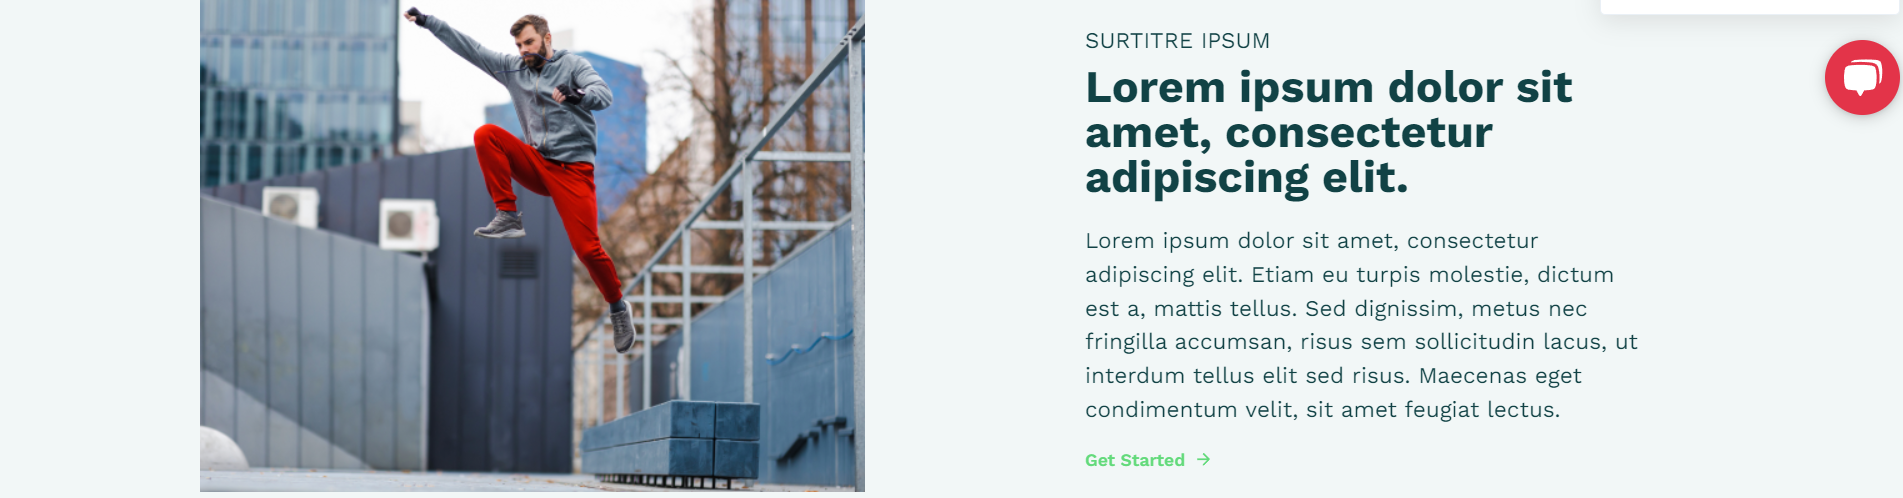 SURTITRE IPSUM
Lorem ipsum dolor sit
amet, consectetur
adipiscing elit.
Lorem ipsum dolor sit amet, consectetur
adipiscing elit. Etiam eu turpis molestie, dictum
est a, mattis tellus. Sed dignissim, metus nec
fringilla accumsan, risus sem sollicitudin lacus, ut
interdum tellus elit sed risus. Maecenas eget
condimentum velit, sit amet feugiat lectus.
Get Started →